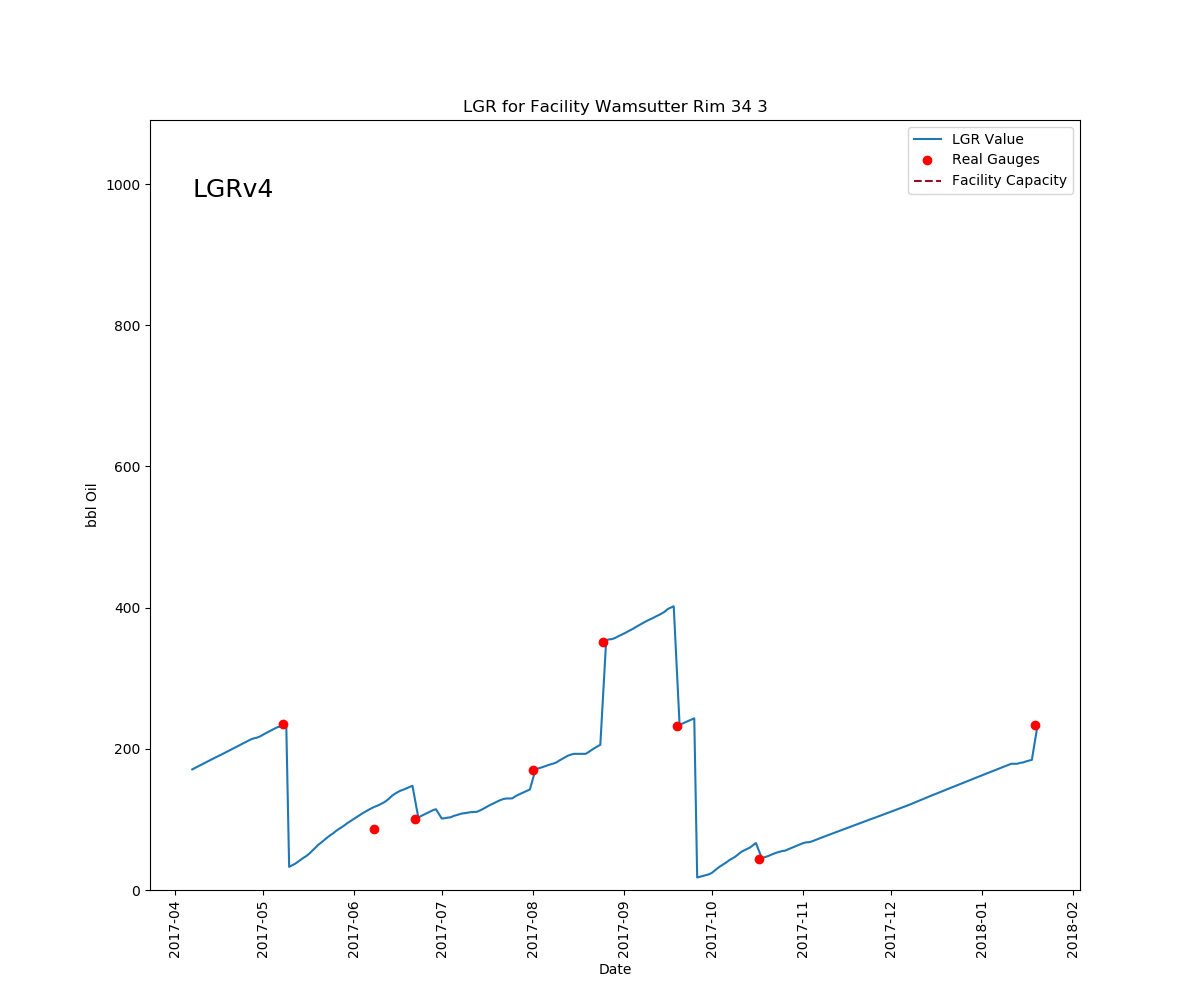 LGR for Facility Wamsutter Rim 34 3
LGR Value
Real Gauges
Facility Capacity
LGRv4
1000
800
600
400
200
0
bbl Oil
2017-04
2017-05
2017-06
2017-07
2017-08
2017-09
2017-10
2017-11
2017-12
2018-01
2018-02
Date